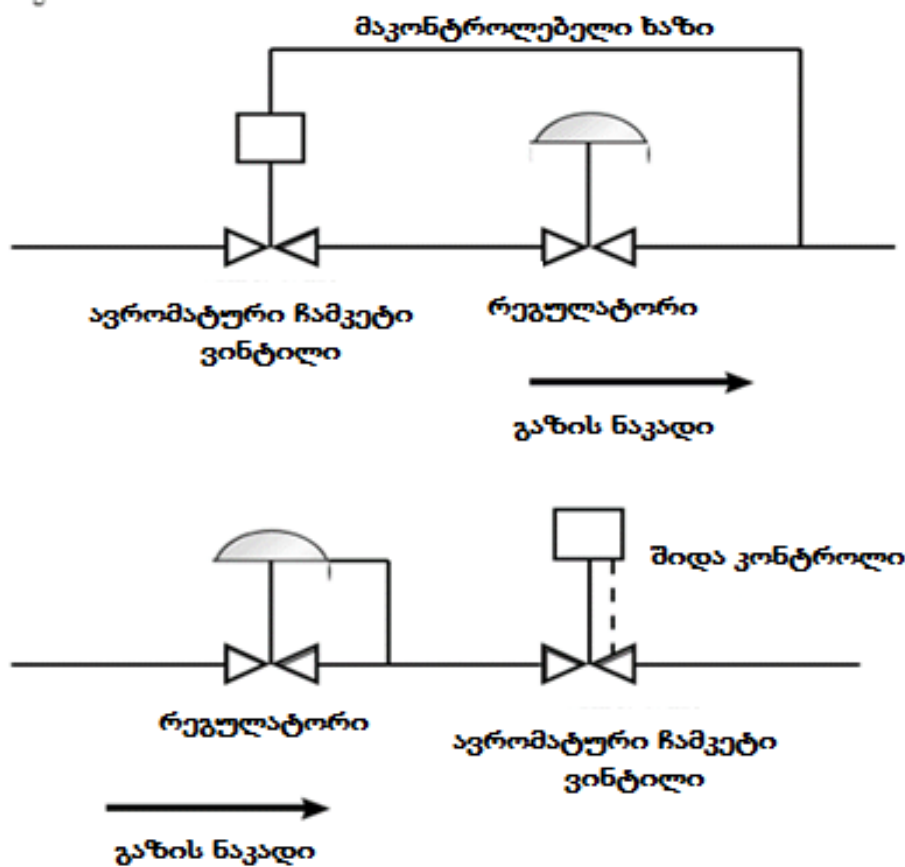 მაკონტროლებელი ხაზი
ავრომატური ჩამკეტი
ვინტილი
რეგულატორი
გაზის ნაკადი
შიდა კონტროლი
რეგულატორი
ავრომატური ჩამკეტი
ვინტილი
გაზის ნაკადი